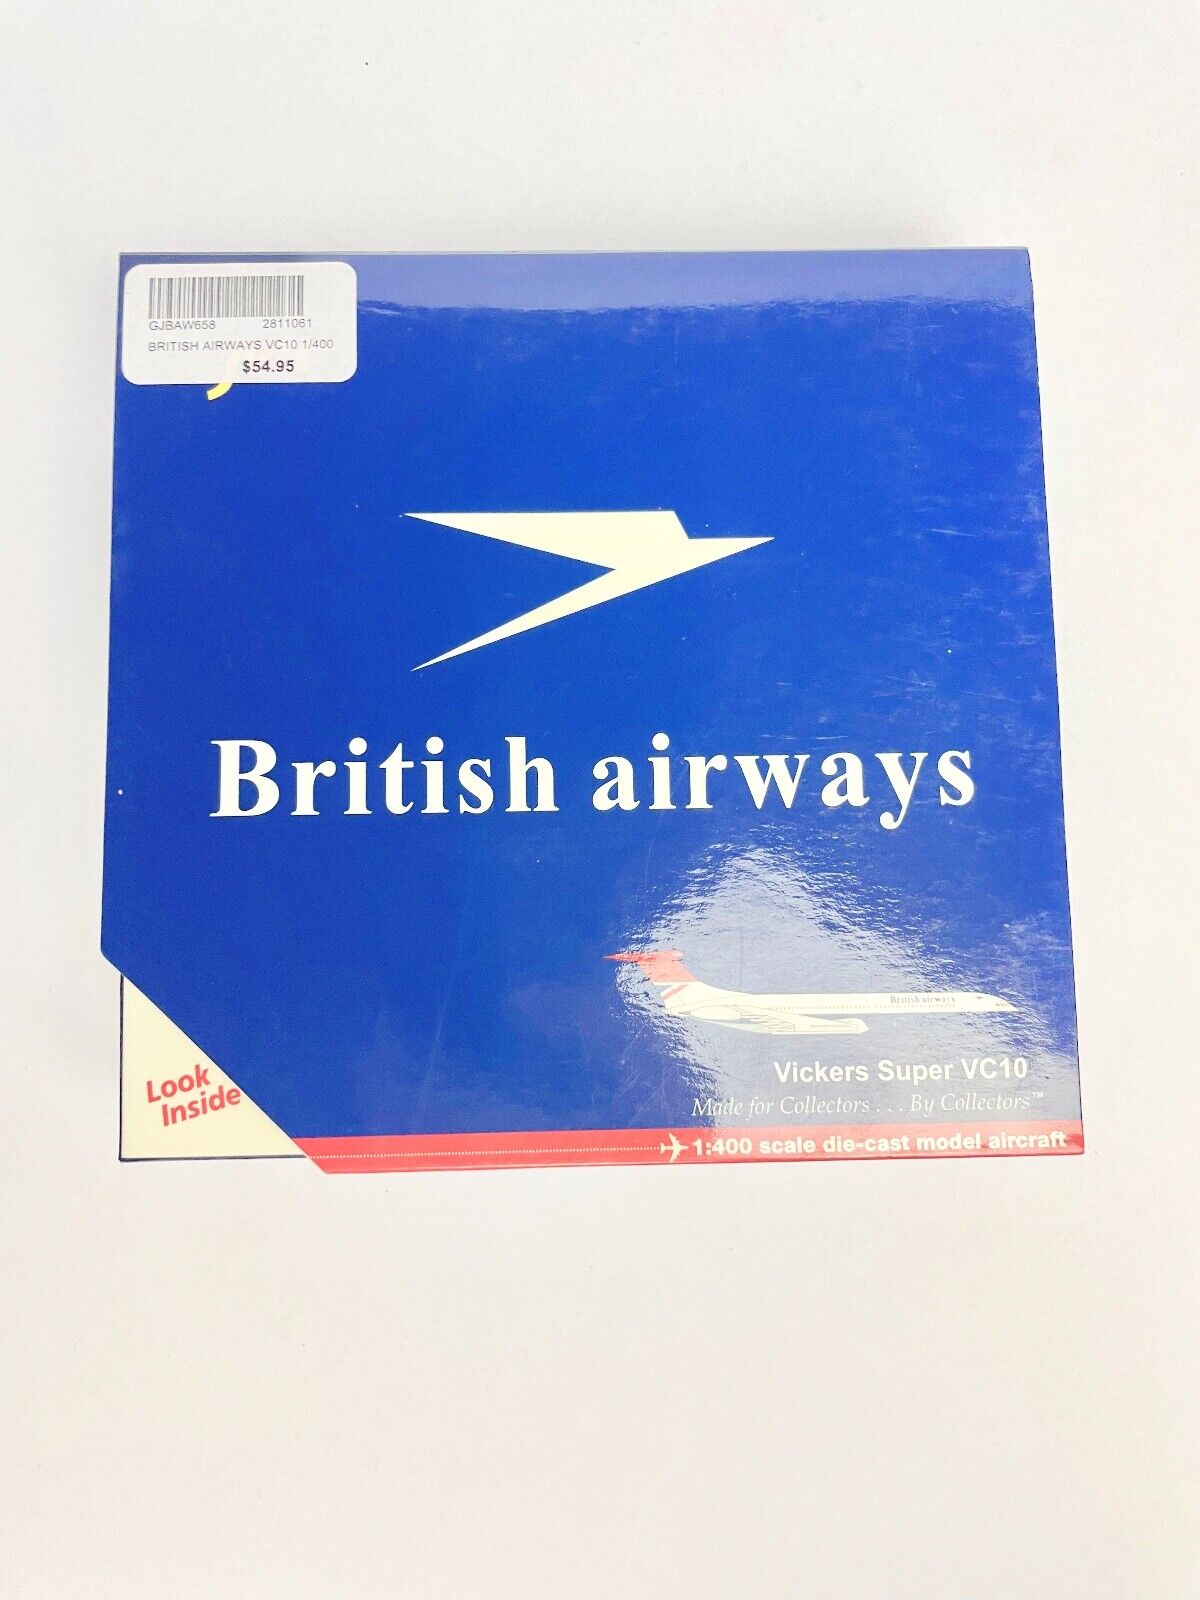 GJBAW658 2811061
BRITISH AIRWAYS VC10 1/400
$54.95
British airways
British airways
Vickers Super VC10
Made for Collectors . . . By Collectors™
1:400 scale die-cast model aircraft
Look
Inside